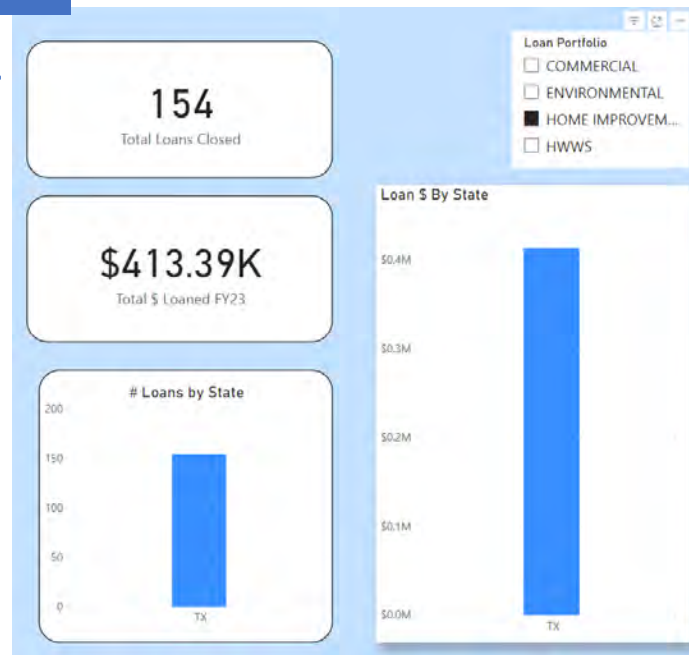 154
Total Loans Closed
$413.39K
Total $ Loaned FY23
# Loans by State
200
150
100
50
0
TX
Loan Portfolio
COMMERCIAL
ENVIRONMENTAL
HOME IMPROVEM...
HWWS
Loan $ By State
$0.4M
$0.3M
$0.2M
$0.1M
$0.0M
TX